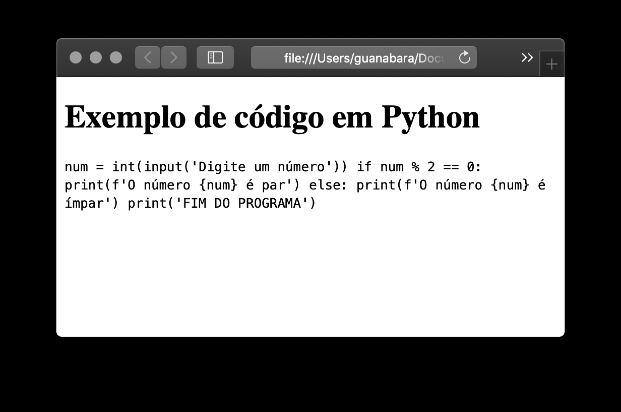 file:///Users/guanabara/Doc
Exemplo de código em Python
num = int(input('Digite um número')) if num % 2 == 0:
print(f'O número {num} é par') else: print(f'O número {num} é
ímpar') print('FIM DO PROGRAMA')